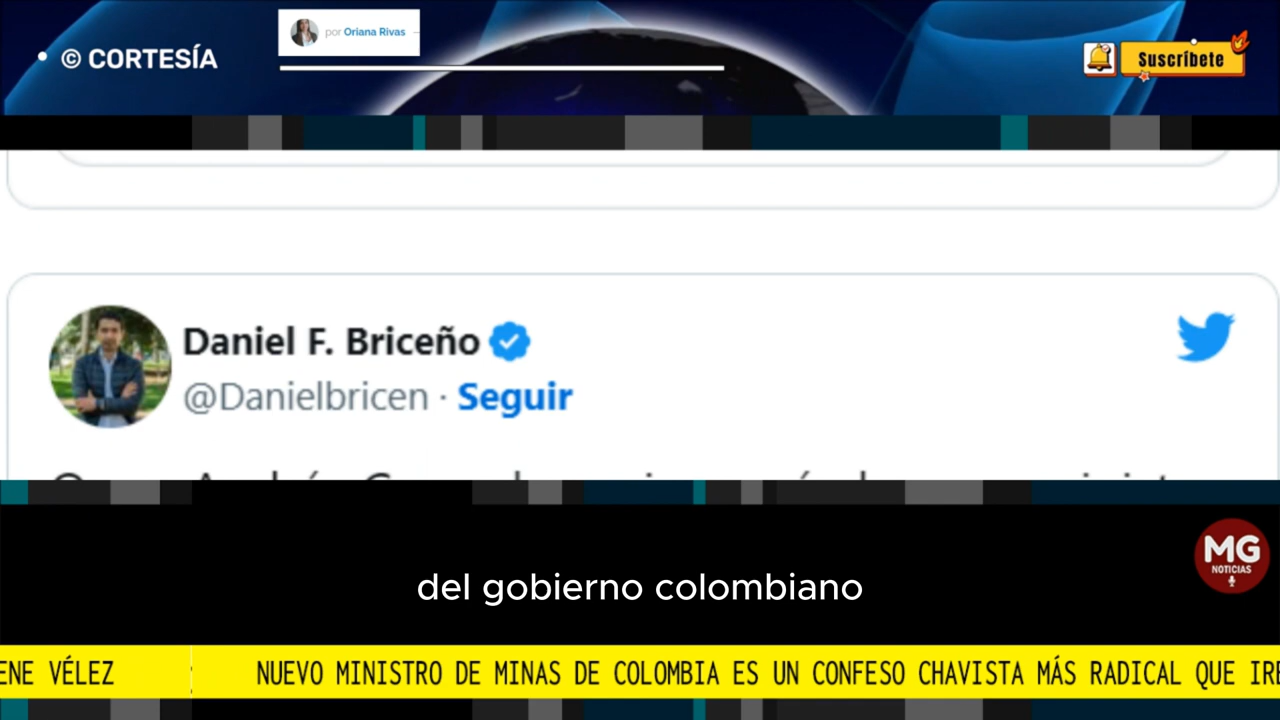 © CORTESÍA
por Oriana Rivas
Suscríbete
Daniel F. Briceño
@Danielbricen · Seguir
del gobierno colombiano
MG
NOTICIAS
ENE VÉLEZ
NUEVO MINISTRO DE MINAS DE COLOMBIA ES UN CONFESO CHAVISTA MÁS RADICAL QUE IRE